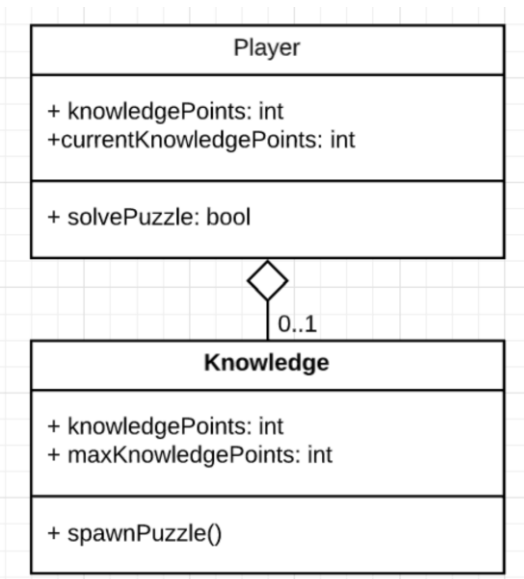 Player
+ knowledgePoints: int
+currentKnowledgePoints: int
+ solvePuzzle: bool
0..1
Knowledge
+ knowledgePoints: int
+ maxKnowledgePoints: int
+ spawnPuzzle()